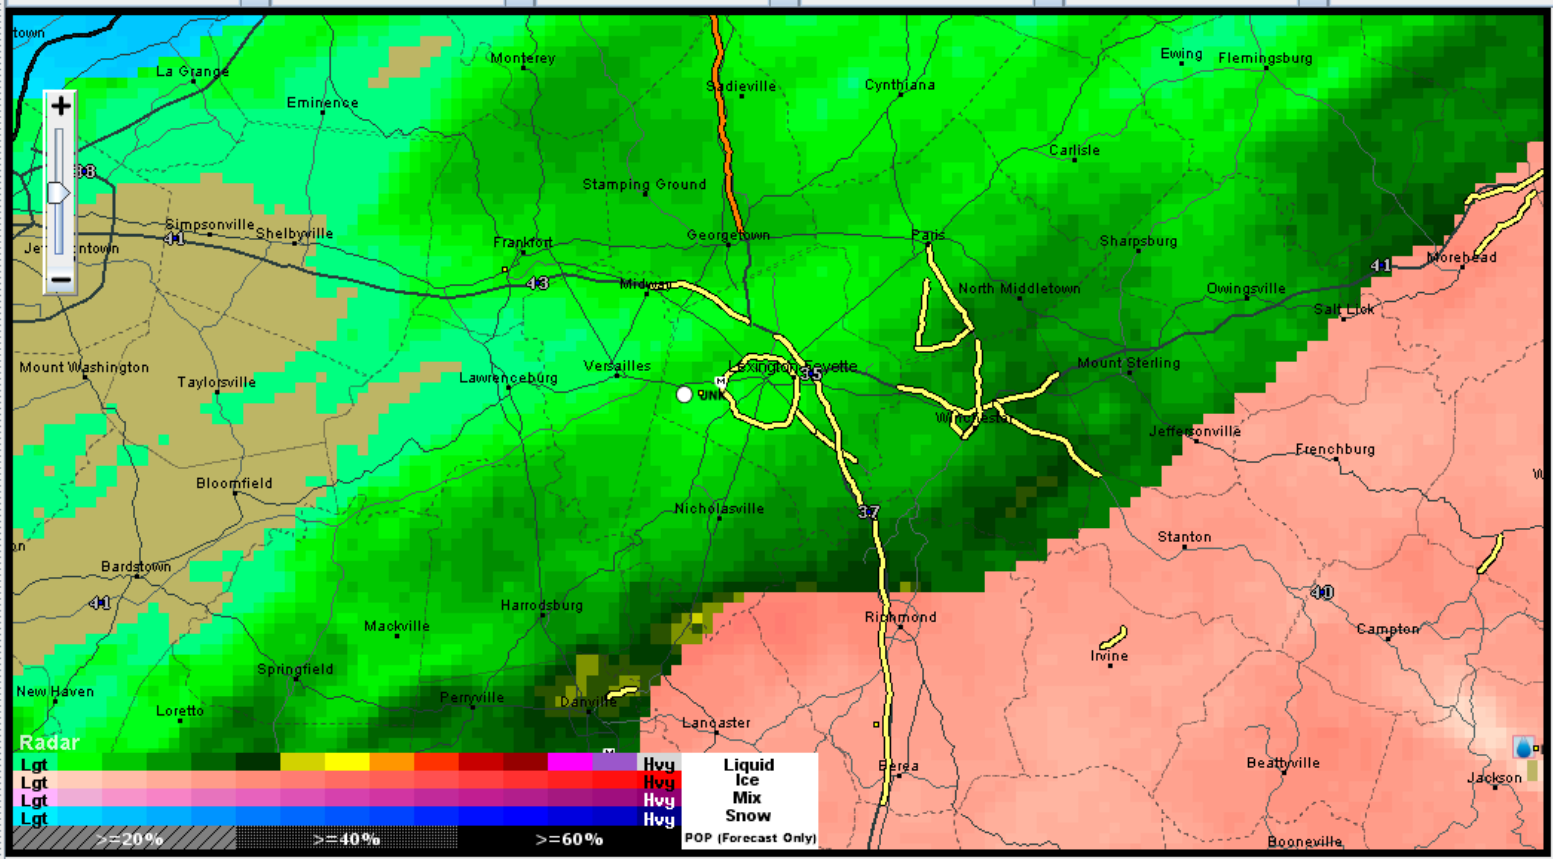 town
La Grange
Monterey
Ewing
Flemingsburg
Eminence
Sadieville
Cynthiana
+
Carlisle
38
Stamping Ground
Simpsonville
Shelbyville
41
Georgetown
Paris
Frankfort
Sharpsburg
Morehead
41
43
Midway
North Middletown
Owingsville
Salt Lick
−
Mount Washington
Taylorsville
Lawrenceburg
Versailles
Lexington-Fayette
35
Mount Sterling
M
UNK
Winchester
Jeffersonville
Frenchburg
W
Bloomfield
Nicholasville
37
Stanton
Bardstown
41
Harrodsburg
Richmond
40
Mackville
Campton
Irvine
Springfield
New Haven
Perryville
Danville
Loretto
Lancaster
Radar
M
Berea
Beattyville
Jackson
Booneville
Lgt Hvy Liquid
Lgt Hvy Ice
Lgt Hvy Mix
Lgt Hvy Snow
>=20% >=40% >=60% POP (Forecast Only)